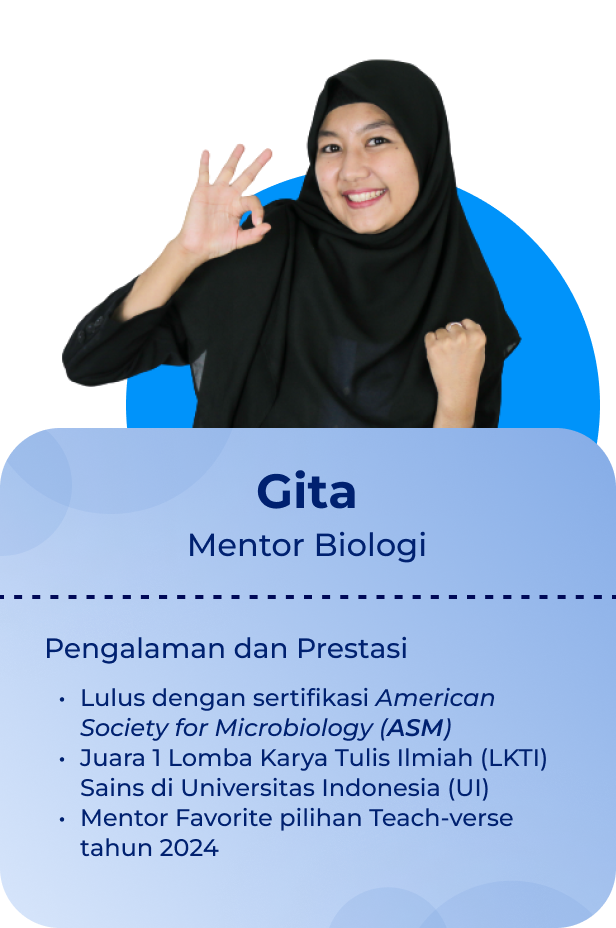 Gita
Mentor Biologi
Pengalaman dan Prestasi
• Lulus dengan sertifikasi American
Society for Microbiology (ASM)
• Juara 1 Lomba Karya Tulis Ilmiah (LKTI)
Sains di Universitas Indonesia (UI)
• Mentor Favorite pilihan Teach-verse
tahun 2024